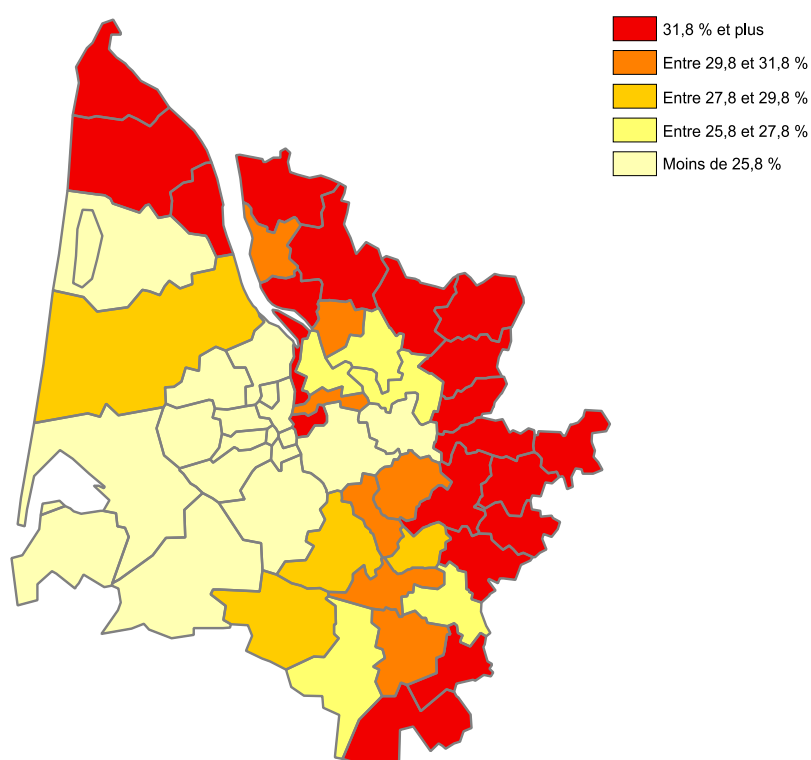 31,8 % et plus
Entre 29,8 et 31,8 %
Entre 27,8 et 29,8 %
Entre 25,8 et 27,8 %
Moins de 25,8 %